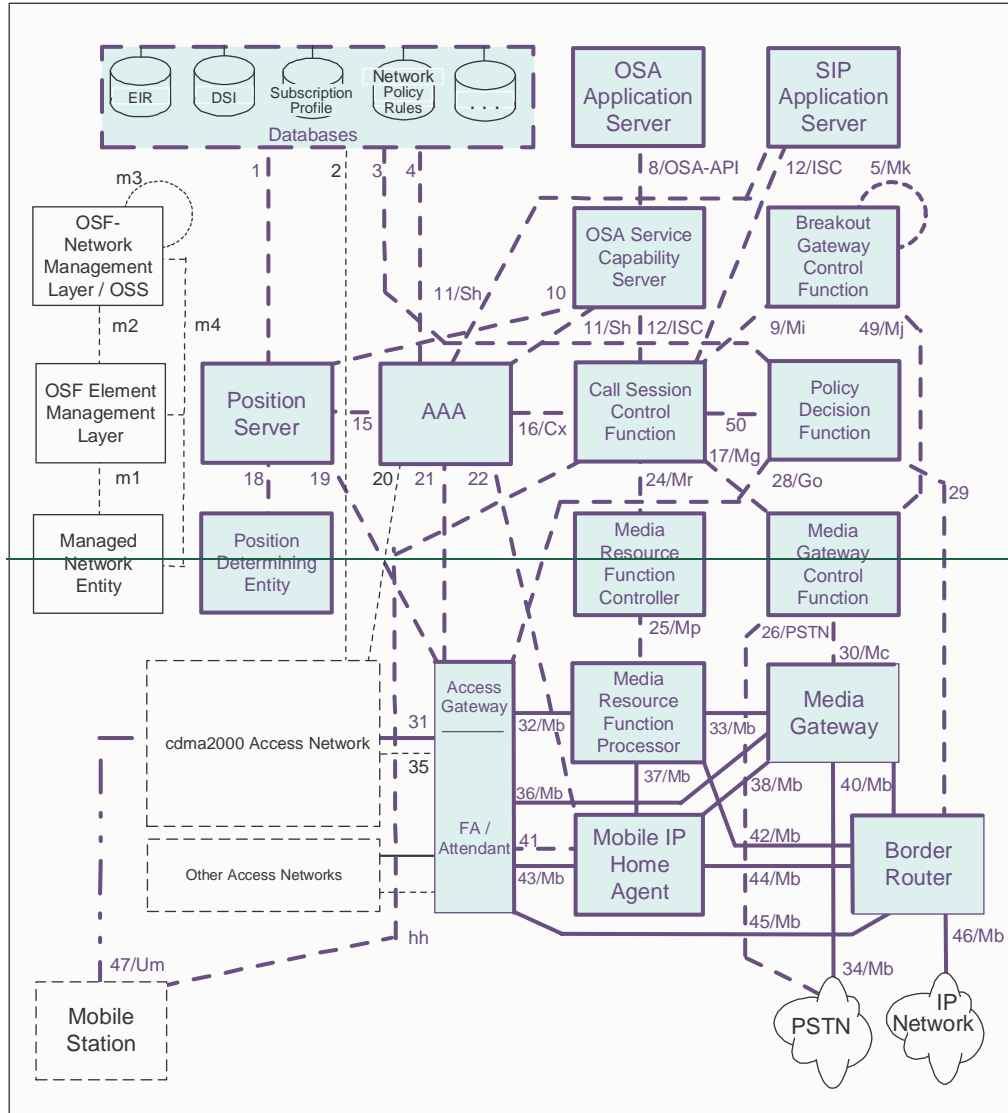 EIR
DSI
Subscription
Profile
Network
Policy
Rules
. . .
Databases
OSA
Application
Server
SIP
Application
Server
1
2
3
4
8/OSA-API
12/ISC
5/Mk
m3
OSF-
Network
Management
Layer / OSS
OSA Service
Capability
Server
Breakout
Gateway
Control
Function
11/Sh
10
m2
m4
11/Sh
12/ISC
9/Mi
49/Mj
OSF Element
Management
Layer
Position
Server
15
AAA
16/Cx
Call Session
Control
Function
50
Policy
Decision
Function
17/Mg
m1
18
19
20
21
22
24/Mr
28/Go
29
Managed
Network
Entity
Position
Determining
Entity
Media
Resource
Function
Controller
Media
Gateway
Control
Function
25/Mp
26/PSTN
30/Mc
cdma2000 Access Network
31
35
Access
Gateway
FA /
Attendant
32/Mb
Media
Resource
Function
Processor
33/Mb
Media
Gateway
36/Mb
37/Mb
38/Mb
40/Mb
Other Access Networks
41
43/Mb
Mobile IP
Home
Agent
42/Mb
44/Mb
Border
Router
45/Mb
hh
46/Mb
47/Um
34/Mb
Mobile
Station
PSTN
IP
Network